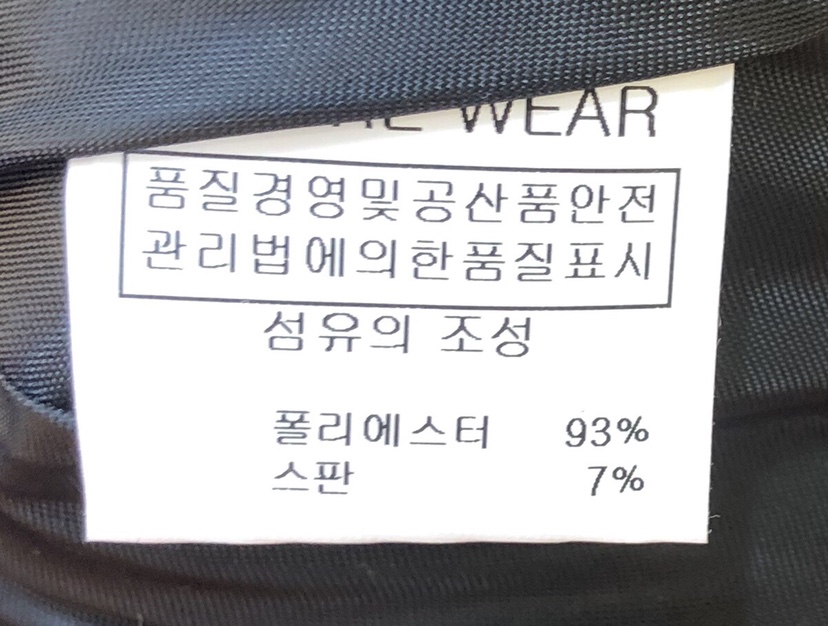 WEAR
품질경영및공산품안전
관리법에의한품질표시
섬유의 조성
폴리에스터 93%
스판 7%